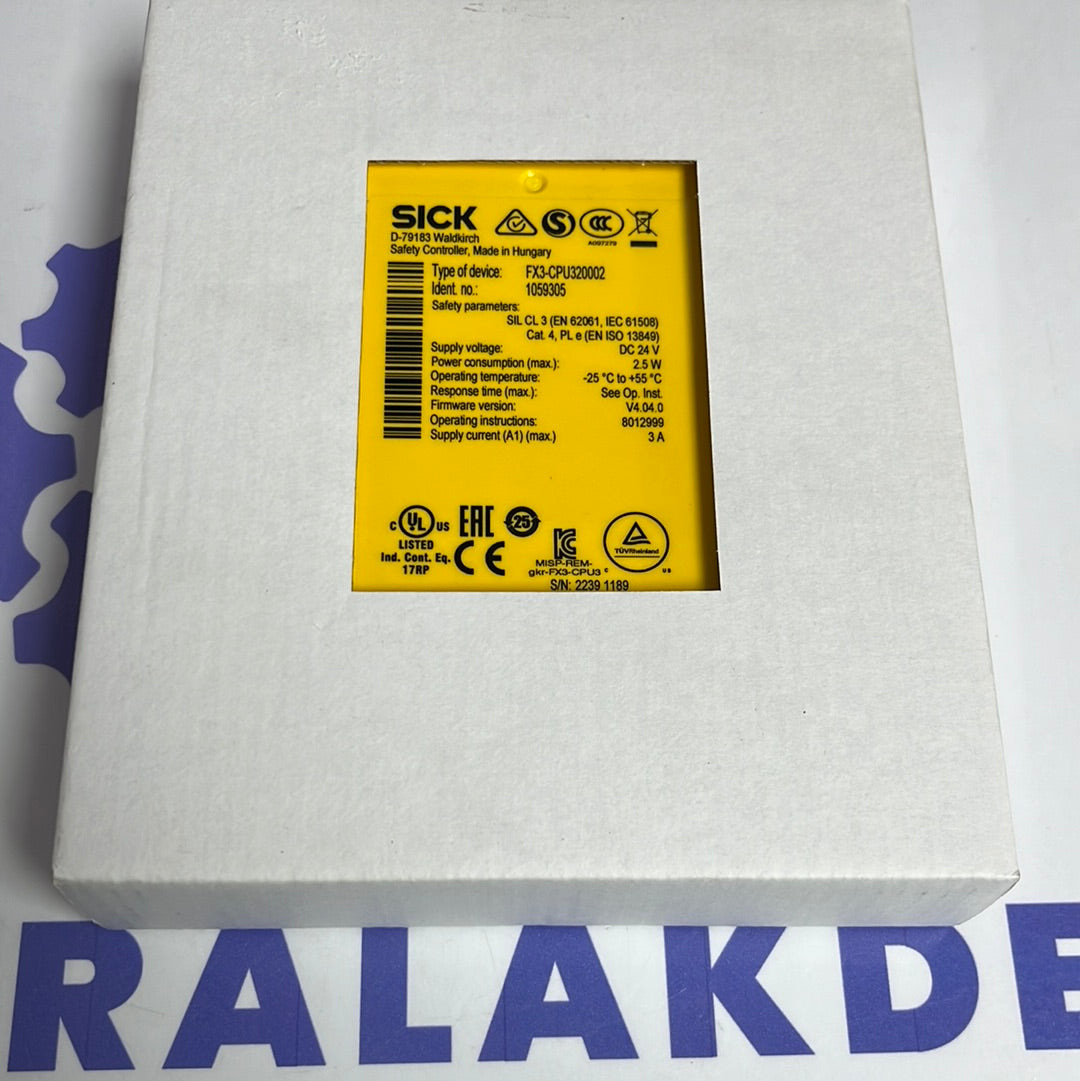 SICK
D-79183 Waldkirch
Safety Controller, Made in Hungary
A097279
Type of device: FX3-CPU320002
Ident. no.: 1059305
Safety parameters:
SIL CL 3 (EN 62061, IEC 61508)
Cat. 4, PL e (EN ISO 13849)
Supply voltage: DC 24 V
Power consumption (max.): 2.5 W
Operating temperature: -25 °C to +55 °C
Response time (max.): See Op. Inst.
Firmware version: V4.04.0
Operating instructions: 8012999
Supply current (A1) (max.) 3 A
c UL us
LISTED
Ind. Cont. Eq.
17RP
EAC
25
CE
MISP-REM-
gkr-FX3-CPU3
TÜVRheinland
c us
S/N: 2239 1189
RALAKDE